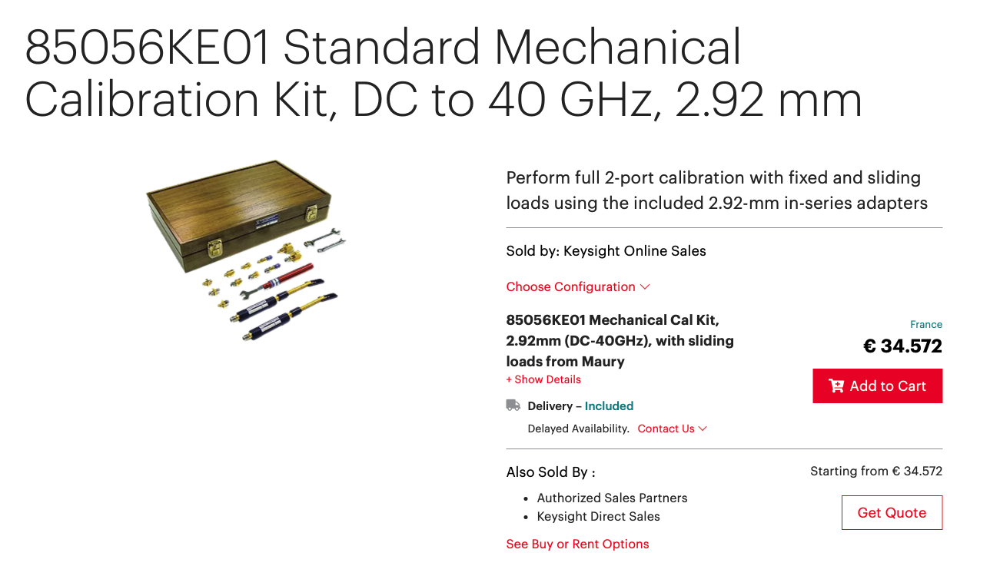 85056KE01 Standard Mechanical
Calibration Kit, DC to 40 GHz, 2.92 mm
Perform full 2-port calibration with fixed and sliding
loads using the included 2.92-mm in-series adapters
Sold by: Keysight Online Sales
Choose Configuration
85056KE01 Mechanical Cal Kit,
2.92mm (DC-40GHz), with sliding
loads from Maury
+ Show Details
France
€ 34.572
Add to Cart
Delivery – Included
Delayed Availability. Contact Us
Also Sold By :
Starting from € 34.572
Authorized Sales Partners
Keysight Direct Sales
Get Quote
See Buy or Rent Options